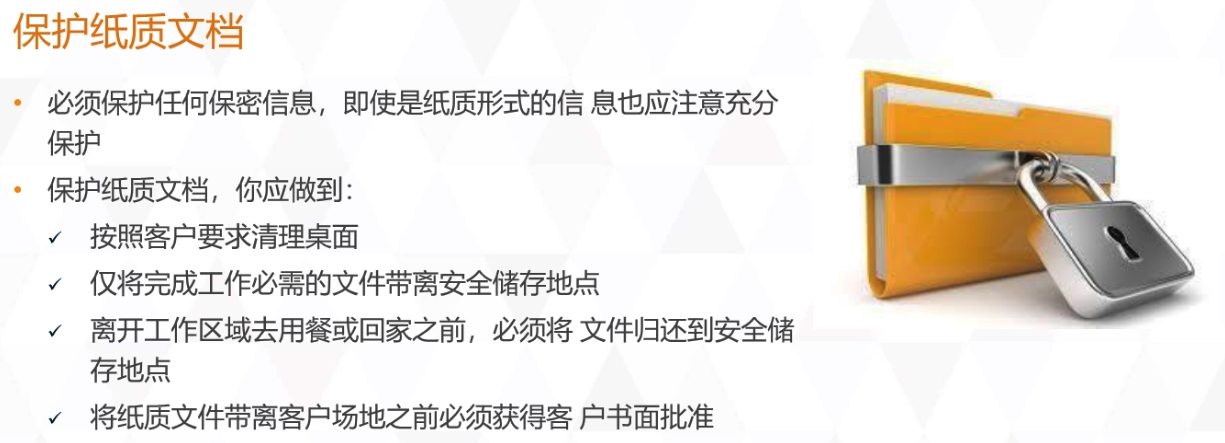 保护纸质文档
• 必须保护任何保密信息，即使是纸质形式的信 息也应注意充分
保护
• 保护纸质文档，你应做到：
✓ 按照客户要求清理桌面
✓ 仅将完成工作必需的文件带离安全储存地点
✓ 离开工作区域去用餐或回家之前，必须将 文件归还到安全储
存地点
✓ 将纸质文件带离客户场地之前必须获得客 户书面批准